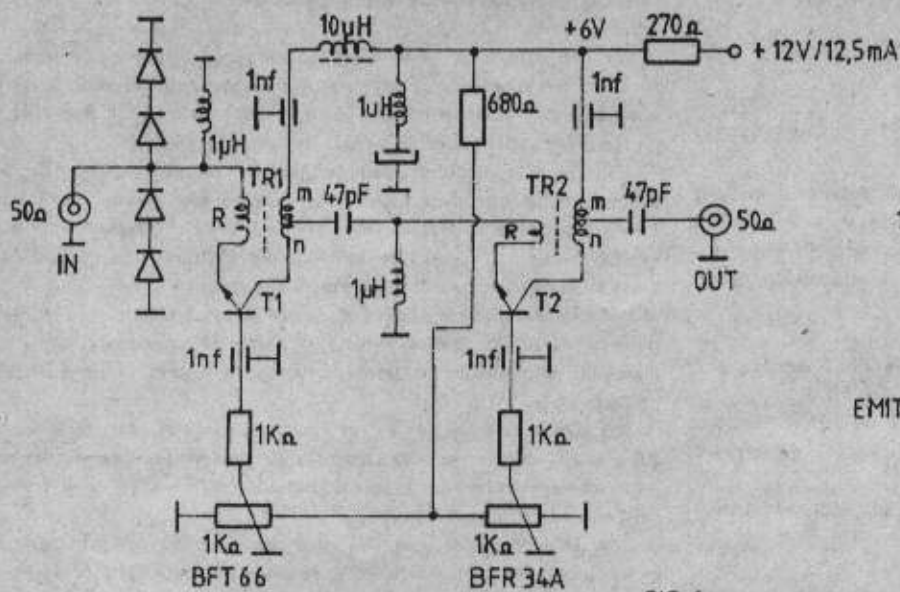 10µH
+6V
270Ω
+ 12V/12,5mA
1nf
1uH
680Ω
1nf
1µH
TR1
m
47pF
TR2
m
47pF
50Ω
R
n
R
n
50Ω
IN
T1
1µH
T2
OUT
1nf
1nf
EMIT
1KΩ
1KΩ
1KΩ
1KΩ
BFT 66
BFR 34A